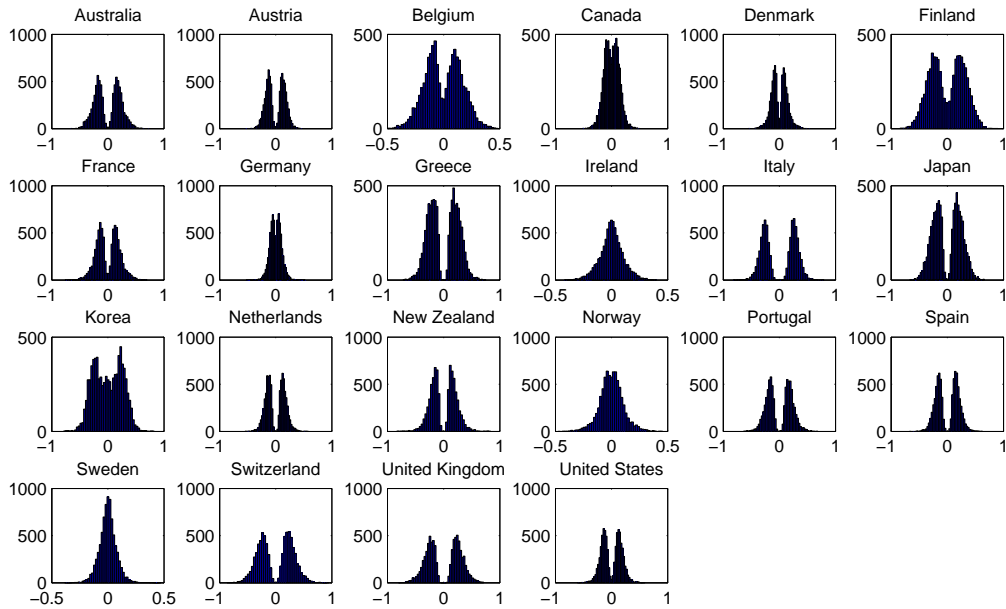 Australia Austria Belgium Canada Denmark Finland
1000 1000 500 1000 1000 500
500 500 500 500
0 0 0 0 0 0
−1 0 1 −1 0 1 −0.5 0 0.5 −1 0 1 −1 0 1 −1 0 1
France Germany Greece Ireland Italy Japan
1000 1000 500 1000 1000 500
500 500 500 500
0 0 0 0 0 0
−1 0 1 −1 0 1 −1 0 1 −0.5 0 0.5 −1 0 1 −1 0 1
Korea Netherlands New Zealand Norway Portugal Spain
500 1000 1000 1000 1000 1000
500 500 500 500 500
0 0 0 0 0 0
−1 0 1 −1 0 1 −1 0 1 −0.5 0 0.5 −1 0 1 −1 0 1
Sweden Switzerland United Kingdom United States
1000 1000 1000 1000
500 500 500 500
0 0 0 0
−0.5 0 0.5 −1 0 1 −1 0 1 −1 0 1